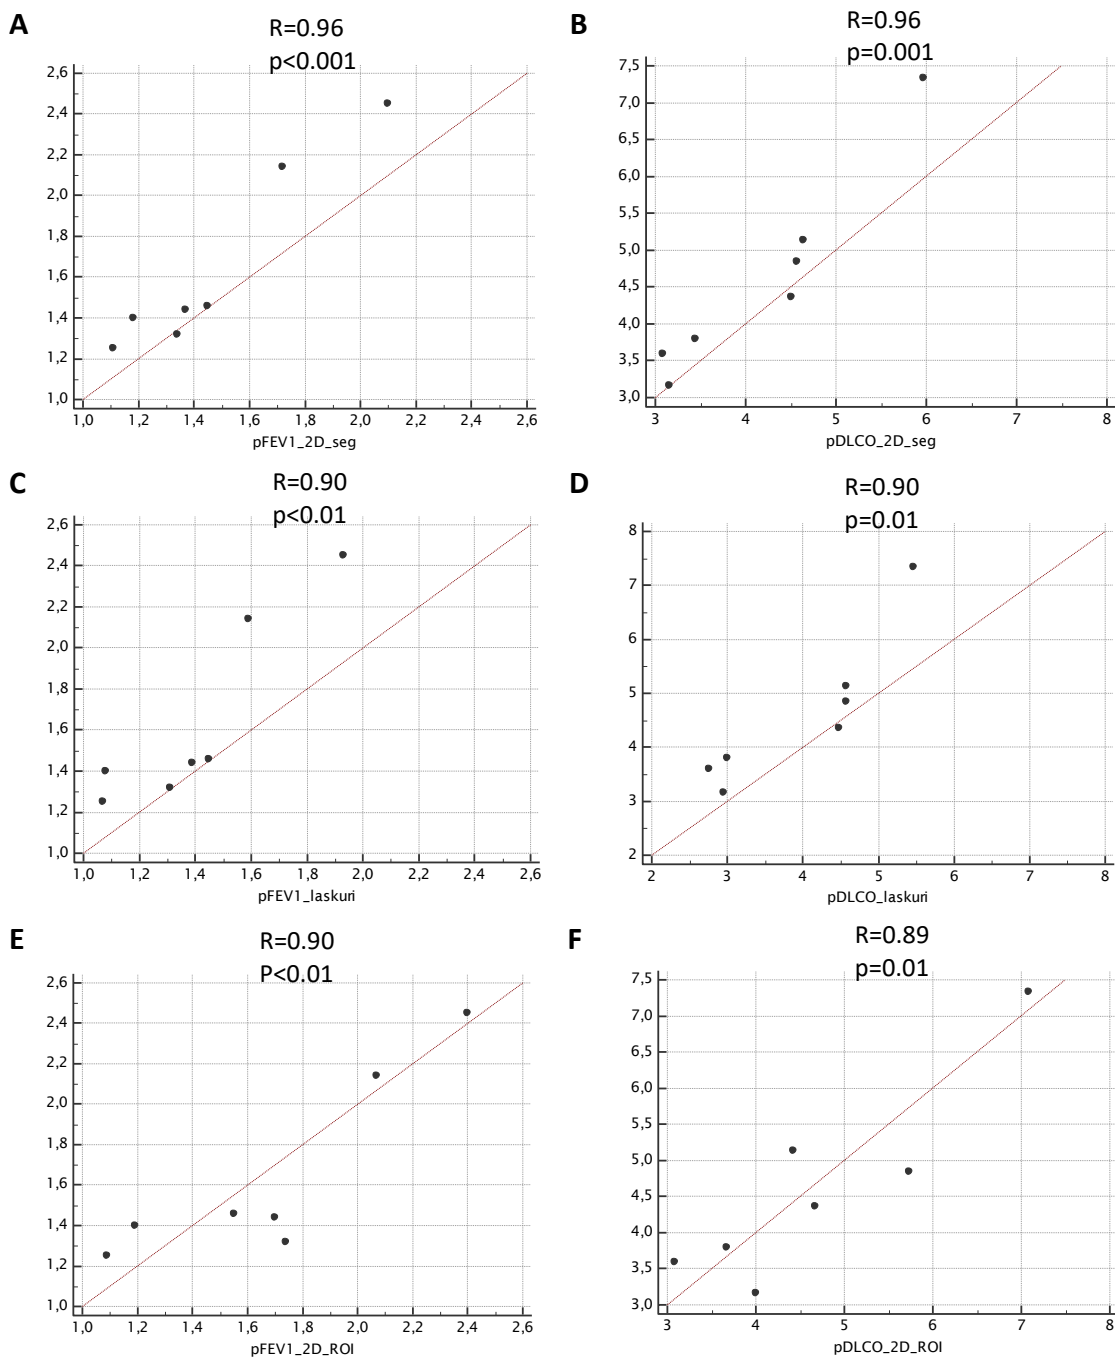 A
R=0.96
p<0.001
2,6
2,4
2,2
2,0
1,8
1,6
1,4
1,2
1,0
1,0 1,2 1,4 1,6 1,8 2,0 2,2 2,4 2,6
pFEV1_2D_seg
B
R=0.96
p=0.001
7,5
7,0
6,5
6,0
5,5
5,0
4,5
4,0
3,5
3,0
3 4 5 6 7 8
pDLCO_2D_seg
C
R=0.90
p<0.01
2,6
2,4
2,2
2,0
1,8
1,6
1,4
1,2
1,0
1,0 1,2 1,4 1,6 1,8 2,0 2,2 2,4 2,6
pFEV1_laskuri
D
R=0.90
p=0.01
8
7
6
5
4
3
2
2 3 4 5 6 7 8
pDLCO_laskuri
E
R=0.90
P<0.01
2,6
2,4
2,2
2,0
1,8
1,6
1,4
1,2
1,0
1,0 1,2 1,4 1,6 1,8 2,0 2,2 2,4 2,6
pFEV1_2D_ROI
F
R=0.89
p=0.01
7,5
7,0
6,5
6,0
5,5
5,0
4,5
4,0
3,5
3,0
3 4 5 6 7 8
pDLCO_2D_ROI